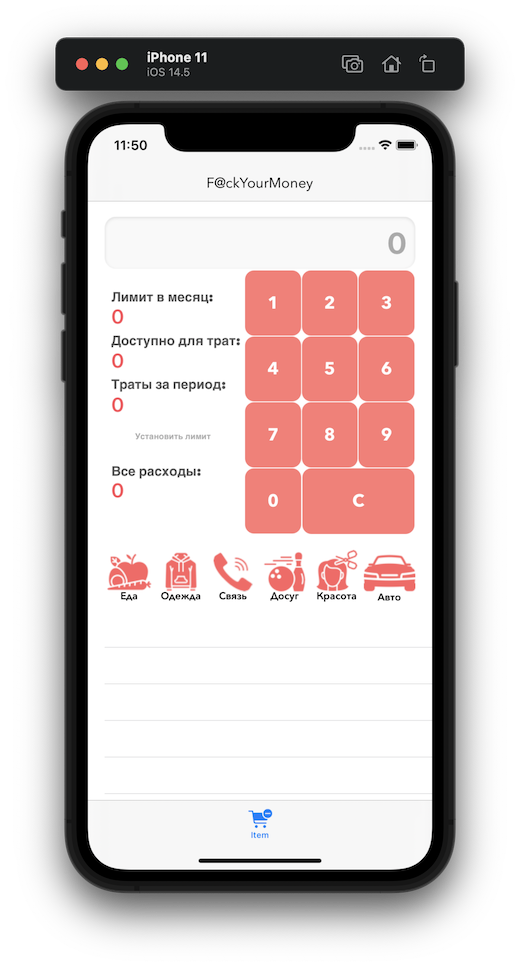 iPhone 11
iOS 14.5
11:50
F@ckYourMoney
0
Лимит в месяц:
0
Доступно для трат:
0
Траты за период:
0
Установить лимит
Все расходы:
0
1 2 3
4 5 6
7 8 9
0 C
Еда Одежда Связь Досуг Красота Авто
Item